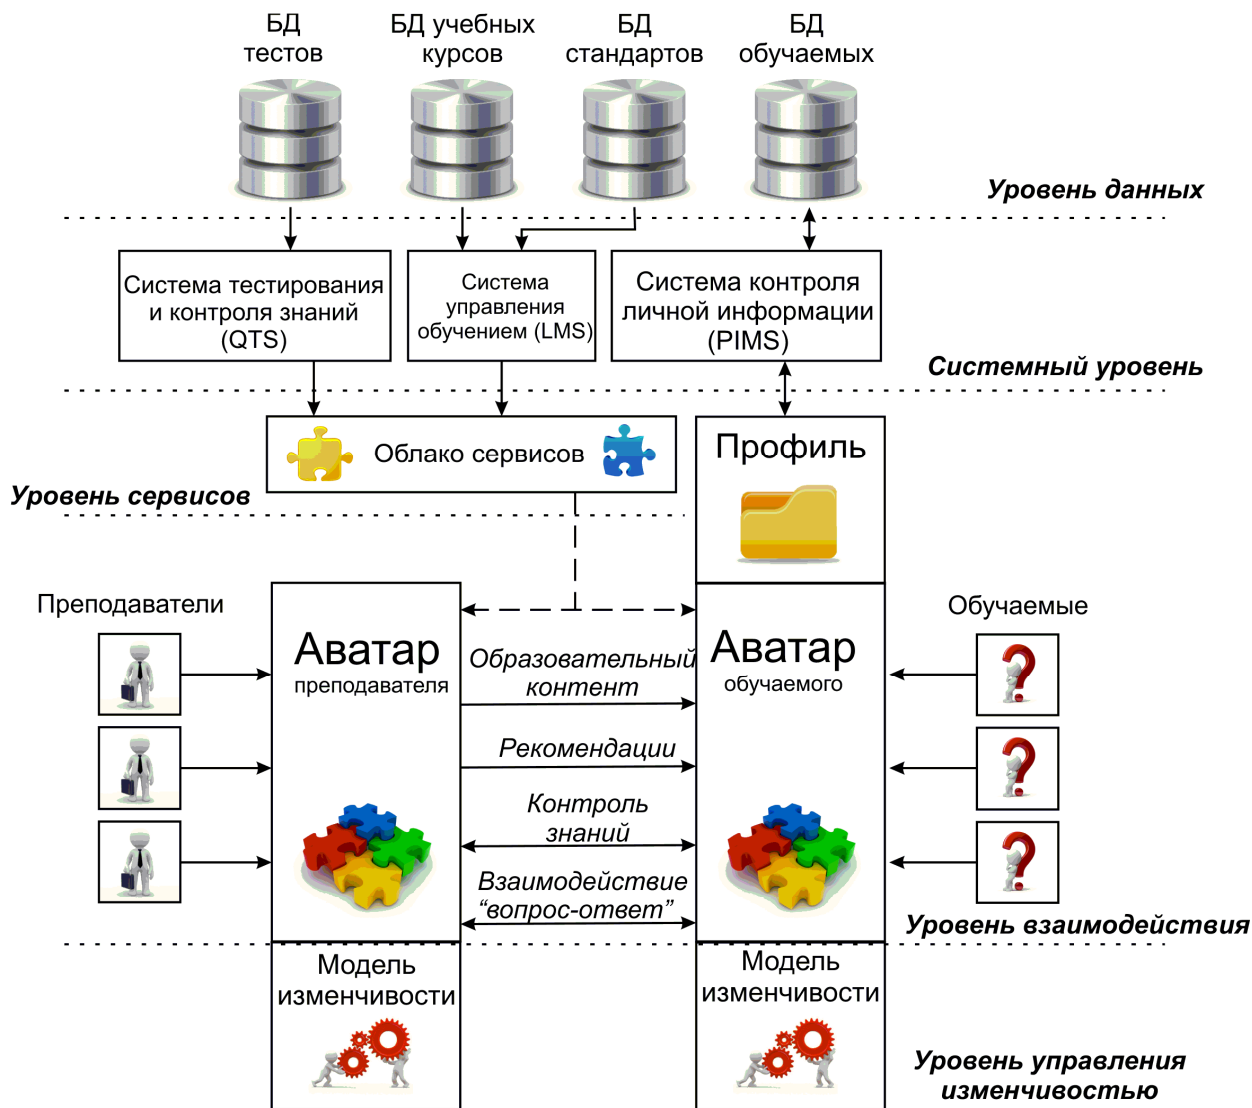 БД
тестов
БД учебных
курсов
БД
стандартов
БД
обучаемых
Уровень данных
Система тестирования
и контроля знаний
(QTS)
Система
управления
обучением (LMS)
Система контроля
личной информации
(PIMS)
Системный уровень
Облако сервисов
Профиль
Уровень сервисов
Преподаватели
Аватар
преподавателя
Образовательный
контент
Рекомендации
Контроль
знаний
Взаимодействие
“вопрос-ответ”
Аватар
обучаемого
Обучаемые
Уровень взаимодействия
Модель
изменчивости
Модель
изменчивости
Уровень управления
изменчивостью